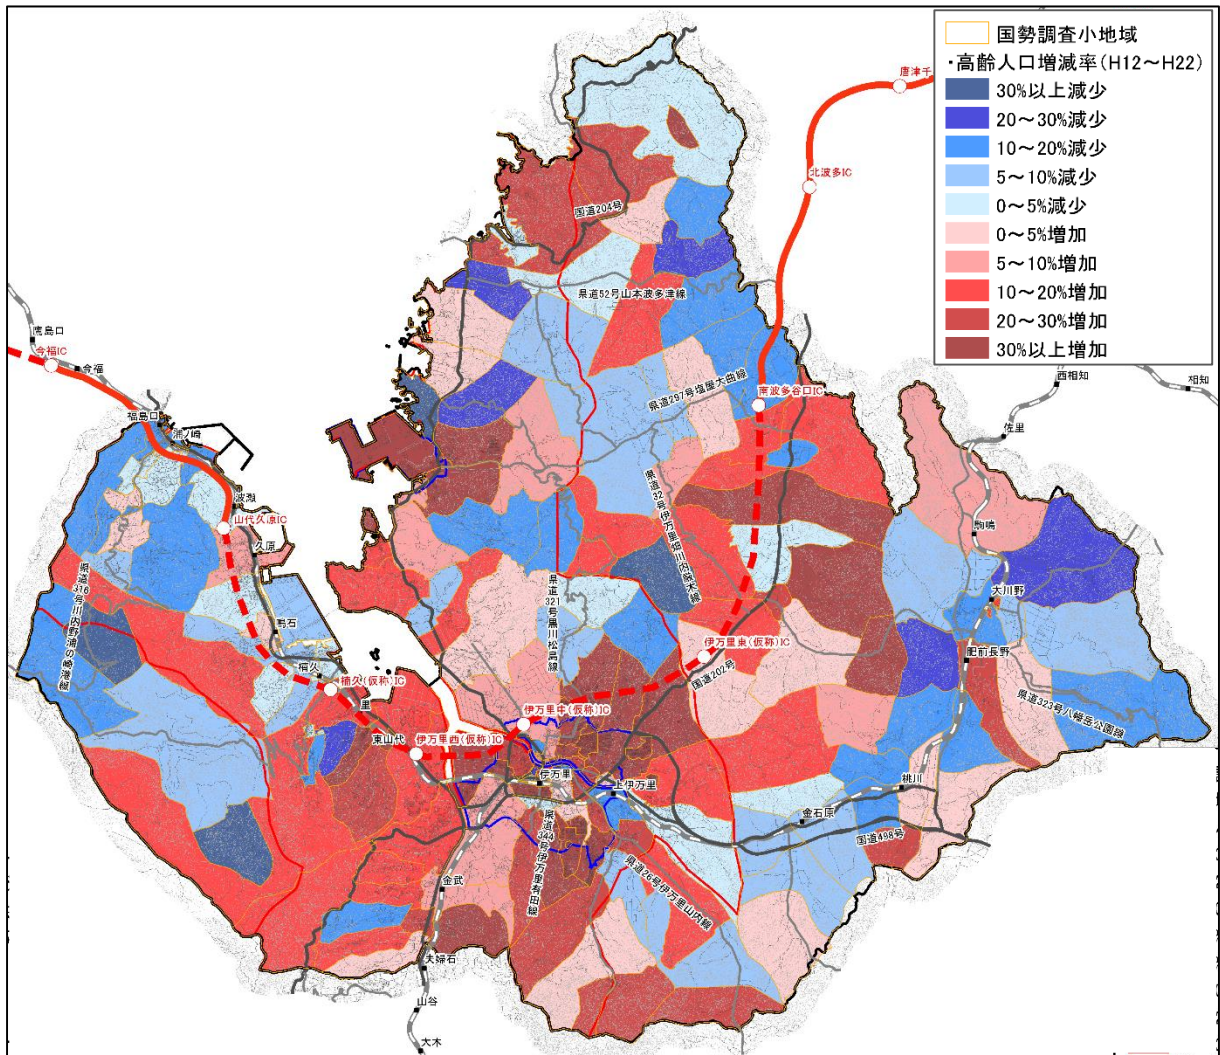 国勢調査小地域
・高齢人口増減率(H12～H22)
30%以上減少
20～30%減少
10～20%減少
5～10%減少
0～5%減少
0～5%増加
5～10%増加
10～20%増加
20～30%増加
30%以上増加
唐津千
北波多IC
国道204号
県道52号山本波多津線
鷹島口
今福IC
今福
西相知
相知
県道297号塩屋大曲線
南波多谷口IC
福島口
浦ノ崎
佐里
県道32号伊万里畑川内厳木線
波瀬
山代久原IC
久原
駒鳴
県道316号川内野浦の崎港線
県道321号黒川松島線
大川野
鳴石
伊万里東(仮称)IC
肥前長野
楠久
楠久(仮称)IC
国道202号
里
県道323号八幡岳公園線
伊万里中(仮称)IC
東山代
伊万里西(仮称)IC
伊万里
上伊万里
桃川
金石原
国道498号
県道344号伊万里有田線
県道26号伊万里山内線
金武
夫婦石
山谷
大木